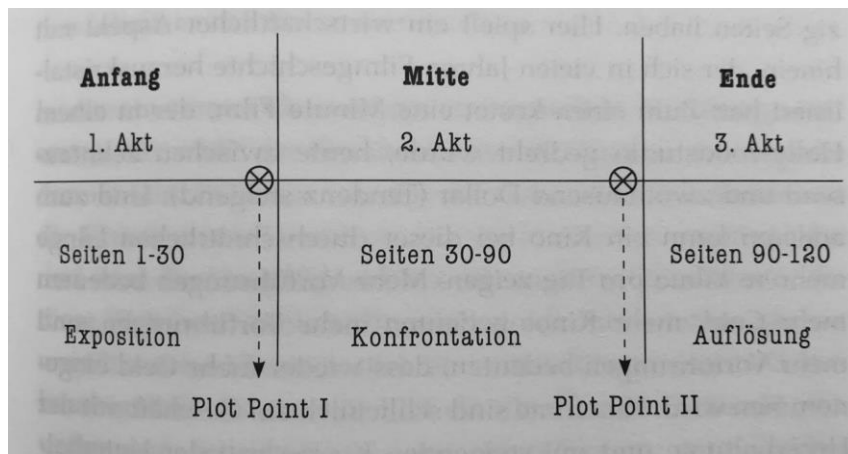 Anfang Mitte Ende
1. Akt 2. Akt 3. Akt
Seiten 1-30 Seiten 30-90 Seiten 90-120
Exposition Konfrontation Auflösung
Plot Point I Plot Point II